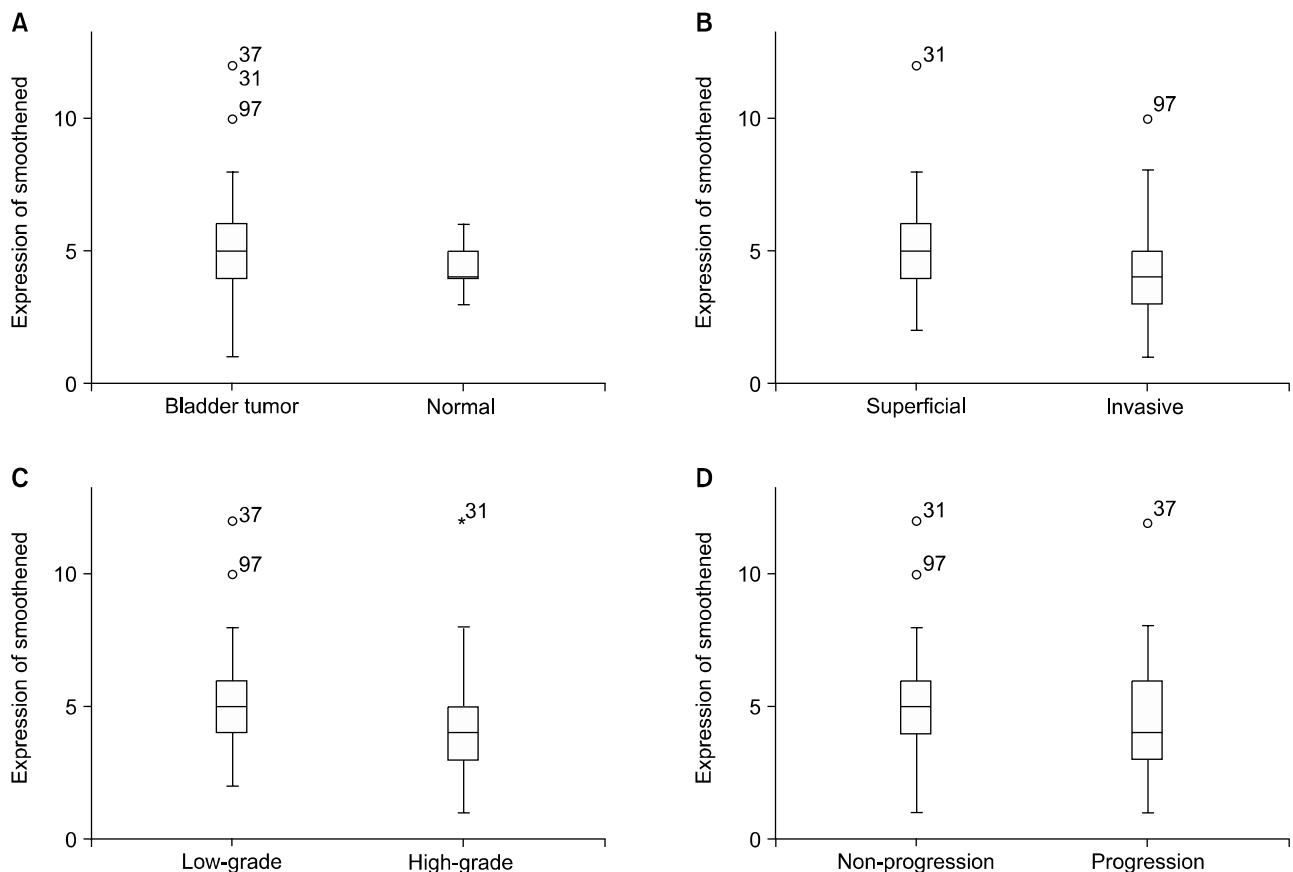 A
Expression of smoothened
10
5
0
37
31
97
Bladder tumor
Normal
B
Expression of smoothened
10
5
0
31
97
Superficial
Invasive
C
Expression of smoothened
10
5
0
37
97
*31
Low-grade
High-grade
D
Expression of smoothened
10
5
0
31
97
37
Non-progression
Progression